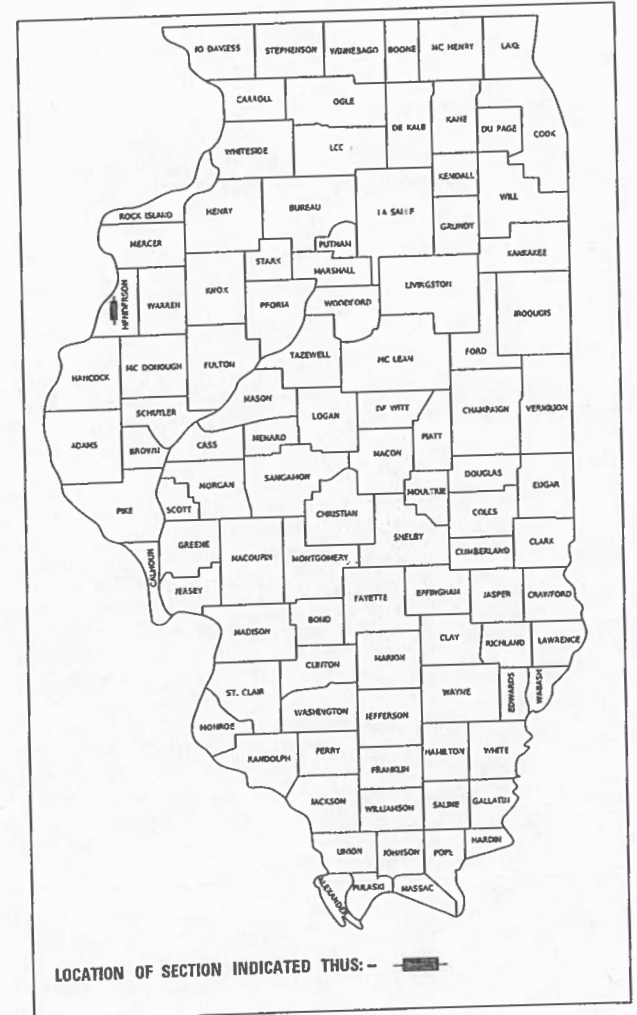 JO DAVIESS STEPHENSON WINNEBAGO BOONE MC HENRY LAKE
CARROLL OGLE DE KALB KANE DU PAGE COOK
WHITESIDE LEE
KENDALL
WILL
ROCK ISLAND HENRY BUREAU LA SALLE GRUNDY
MERCER PUTNAM KANKAKEE
STARK MARSHALL
HENDERSON WARREN KNOX PEORIA WOODFORD LIVINGSTON IROQUOIS
HANCOCK MC DONOUGH FULTON TAZEWELL MC LEAN FORD
SCHUYLER MASON LOGAN DE WITT CHAMPAIGN VERMILION
ADAMS BROWN CASS MENARD MACON PIATT
PIKE SCOTT MORGAN SANGAMON MOULTRIE DOUGLAS EDGAR
CHRISTIAN COLES
CALHOUN GREENE MACOUPIN MONTGOMERY SHELBY CUMBERLAND CLARK
JERSEY FAYETTE EFFINGHAM JASPER CRAWFORD
MADISON BOND
CLINTON MARION CLAY RICHLAND LAWRENCE
ST. CLAIR WAYNE EDWARDS WABASH
MONROE WASHINGTON JEFFERSON
RANDOLPH PERRY FRANKLIN HAMILTON WHITE
JACKSON WILLIAMSON SALINE GALLATIN
UNION JOHNSON POPE HARDIN
ALEXANDER PULASKI MASSAC
LOCATION OF SECTION INDICATED THUS:-